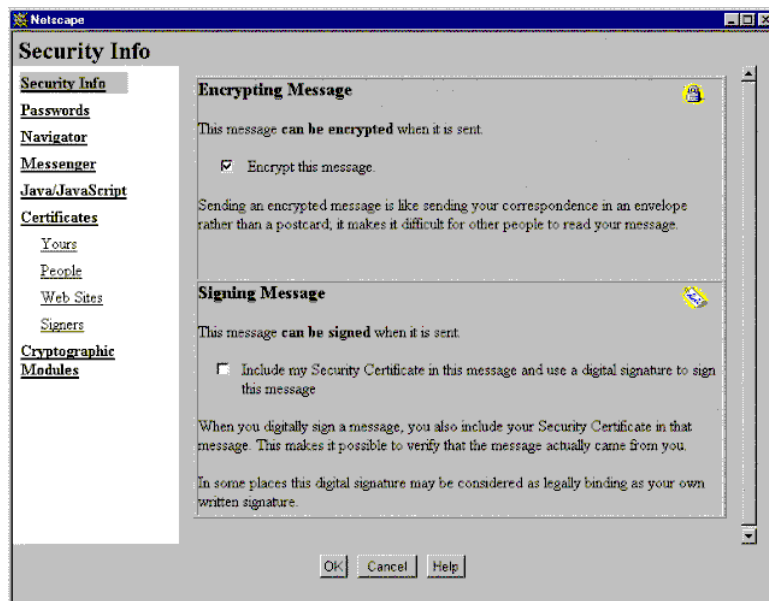 Netscape
Security Info
Security Info
Passwords
Navigator
Messenger
Java/JavaScript
Certificates
Yours
People
Web Sites
Signers
Cryptographic
Modules
Encrypting Message
This message can be encrypted when it is sent.
Encrypt this message.
Sending an encrypted message is like sending your correspondence in an envelope
rather than a postcard; it makes it difficult for other people to read your message.
Signing Message
This message can be signed when it is sent.
Include my Security Certificate in this message and use a digital signature to sign
this message
When you digitally sign a message, you also include your Security Certificate in that
message. This makes it possible to verify that the message actually came from you.
In some places this digital signature may be considered as legally binding as your own
written signature.
OK Cancel Help